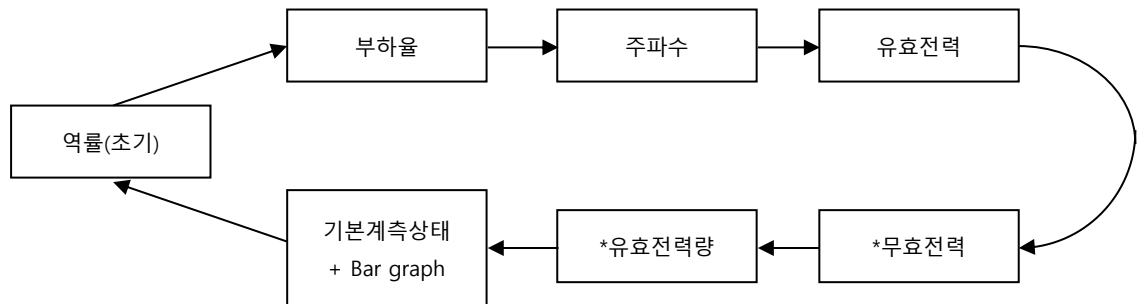 부하율
주파수
유효전력
역률(초기)
기본계측상태
+ Bar graph
*유효전력량
*무효전력